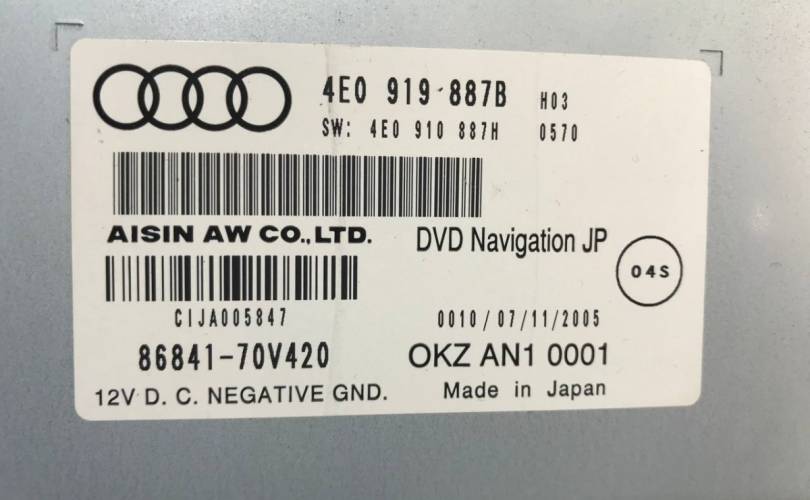 4E0 919 887B H03
SW: 4E0 910 887H 0570
AISIN AW CO., LTD. DVD Navigation JP
04S
CIJA005847 0010/07/11/2005
86841-70V420 OKZ AN1 0001
12V D. C. NEGATIVE GND. Made in Japan